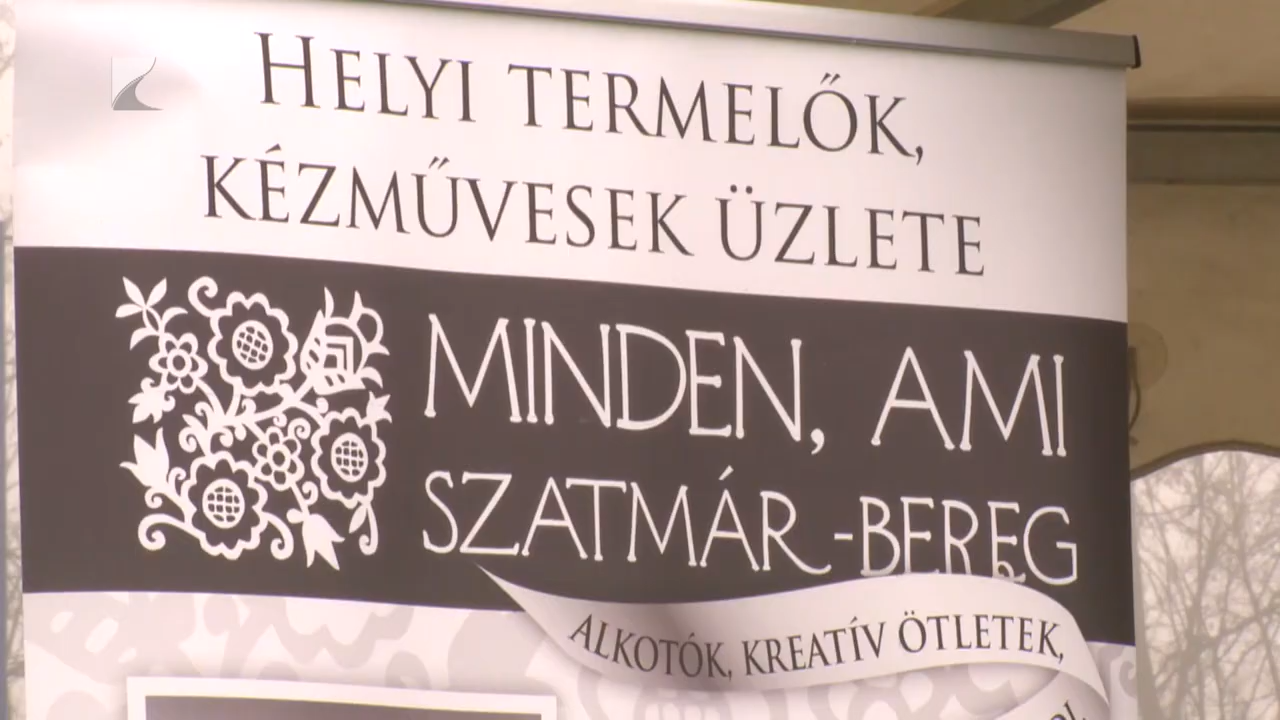 HELYI TERMELŐK,
KÉZMŰVESEK ÜZLETE
MINDEN, AMI
SZATMÁR-BEREG
ALKOTÓK, KREATÍV ÖTLETEK,